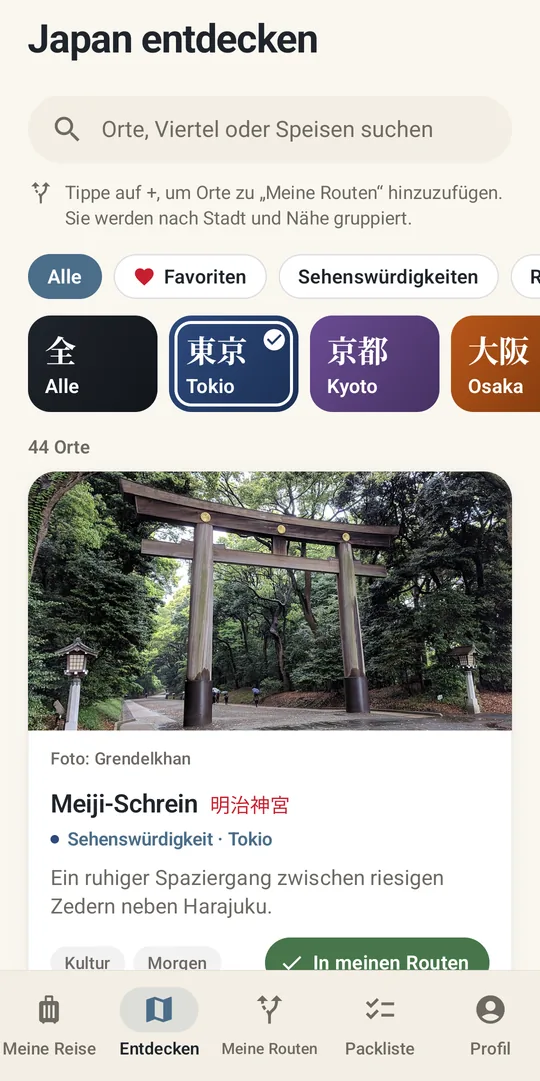 Japan entdecken
Orte, Viertel oder Speisen suchen
Tippe auf +, um Orte zu „Meine Routen“ hinzuzufügen.
Sie werden nach Stadt und Nähe gruppiert.
Alle
Favoriten
Sehenswürdigkeiten
R
全
Alle
東京
Tokio
京都
Kyoto
大阪
Osaka
44 Orte
Foto: Grendelkhan
Meiji-Schrein 明治神宮
Sehenswürdigkeit · Tokio
Ein ruhiger Spaziergang zwischen riesigen
Zedern neben Harajuku.
Kultur
Morgen
In meinen Routen
Meine Reise
Entdecken
Meine Routen
Packliste
Profil